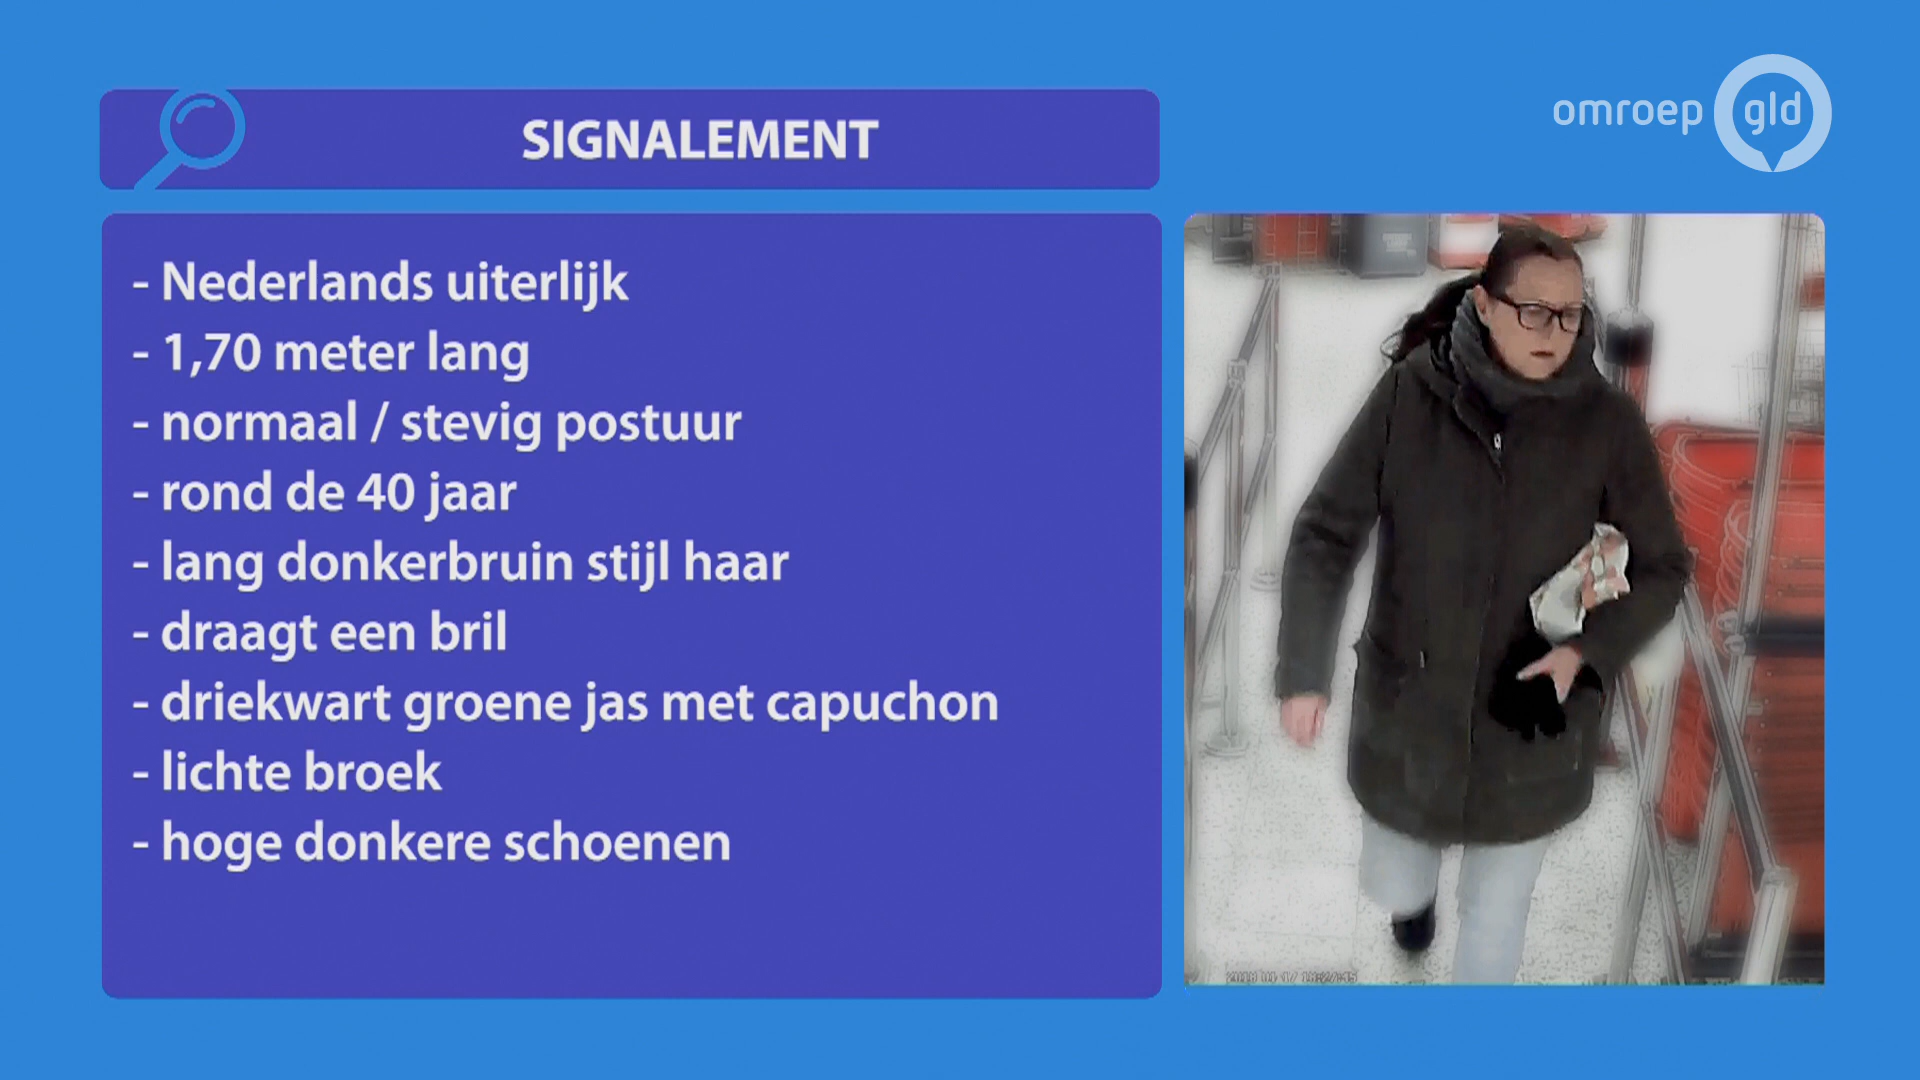 SIGNALEMENT
omroep gld
- Nederlands uiterlijk
- 1,70 meter lang
- normaal / stevig postuur
- rond de 40 jaar
- lang donkerbruin stijl haar
- draagt een bril
- driekwart groene jas met capuchon
- lichte broek
- hoge donkere schoenen